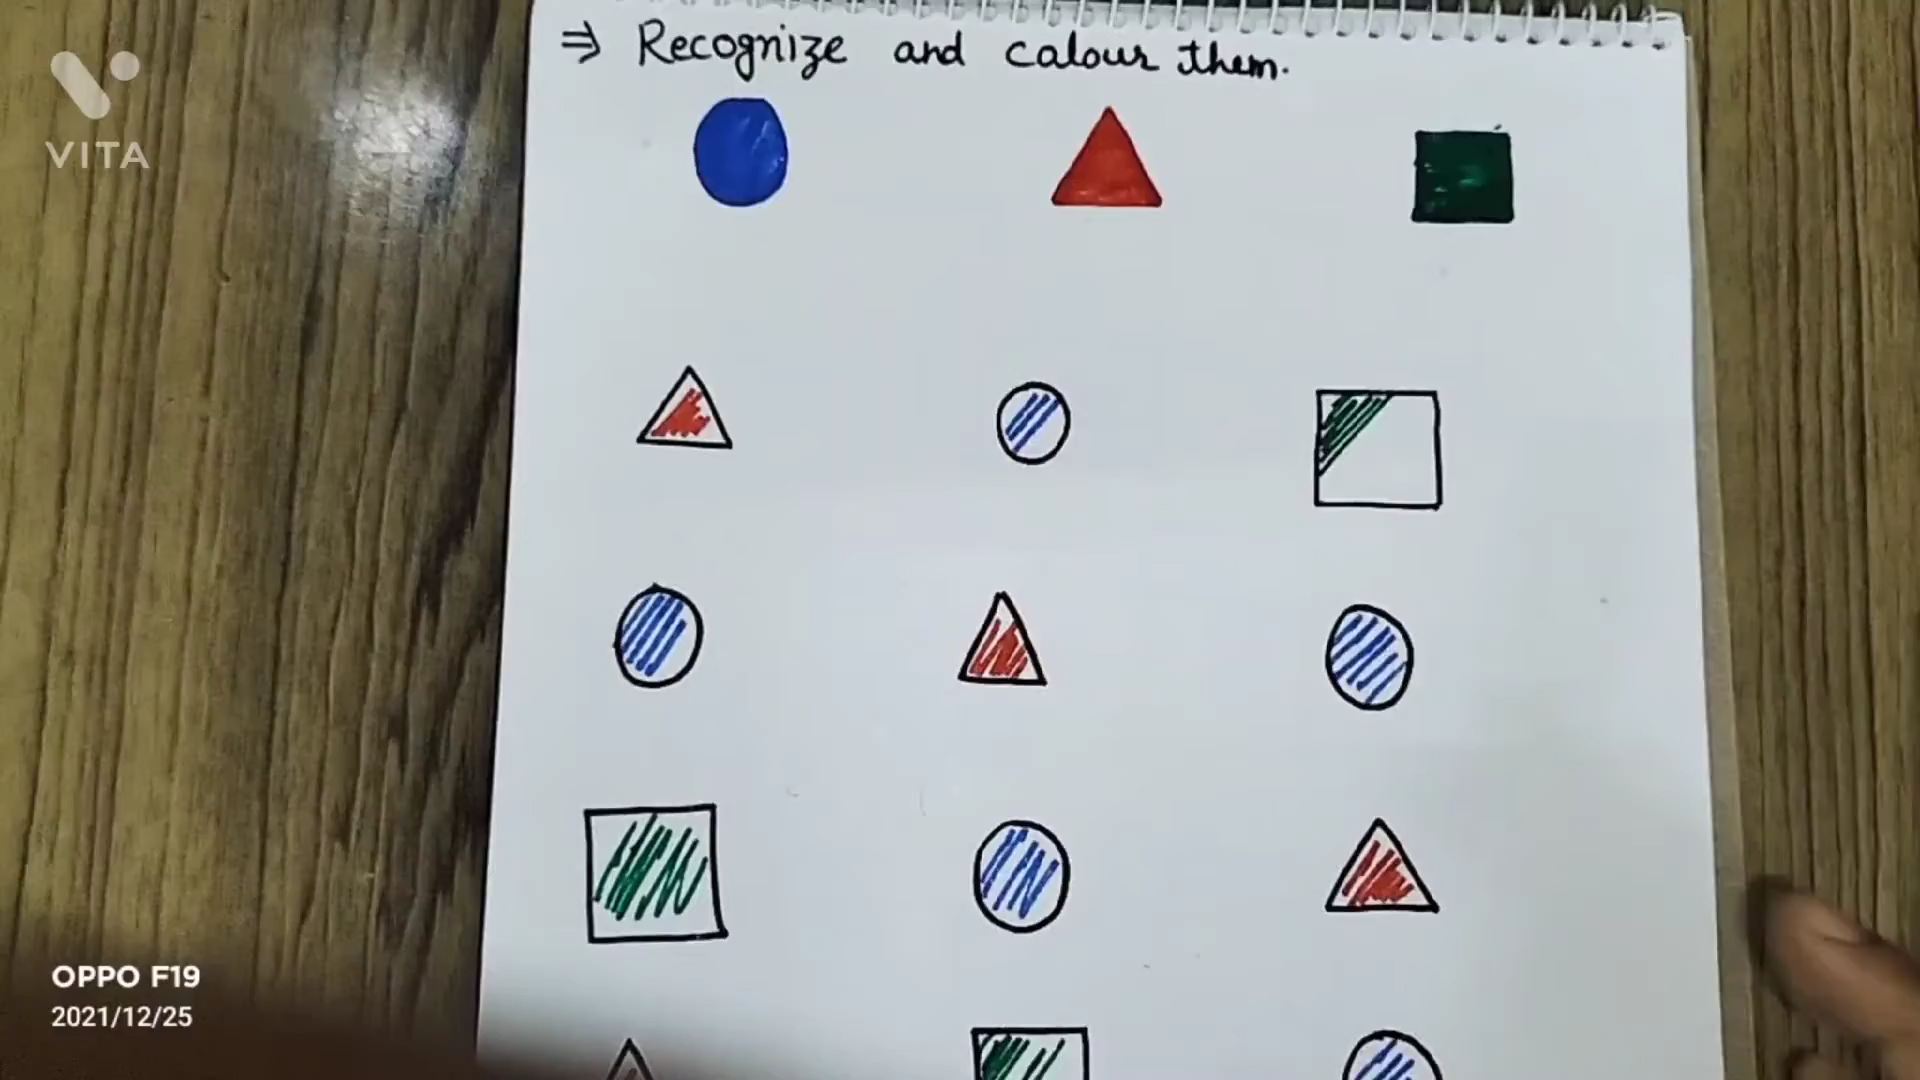 ⇒ Recognize and calour them.
VITA
OPPO F19
2021/12/25